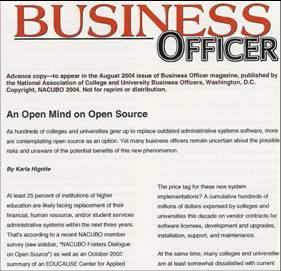 BUSINESS
OFFICER
Advance copy—to appear in the August 2004 issue of Business Officer magazine, published by
the National Association of College and University Business Officers, Washington, D.C.
Copyright, NACUBO 2004. Not for reprint or distribution.
An Open Mind on Open Source
As hundreds of colleges and universities gear up to replace outdated administrative systems software, more
are contemplating open source as an option. Yet many business officers remain uncertain about the possible
risks and unaware of the potential benefits of this new phenomenon.
By Karla Hignite
At least 25 percent of institutions of higher
education are likely facing replacement of their
financial, human resource, and/or student services
administrative systems within the next three years.
That's according to a recent NACUBO member
survey (see sidebar, "NACUBO Fosters Dialogue
on Open Source") as well as an October 2002
summary of EDUCAUSE Center for Applied
The price tag for these new system
implementations? A cumulative hundreds of
millions of dollars expended by colleges and
universities this decade on vendor contracts for
software licenses, development and upgrades,
installation, support, and maintenance.
At the same time, many colleges and universities
are at least somewhat dissatisfied with current